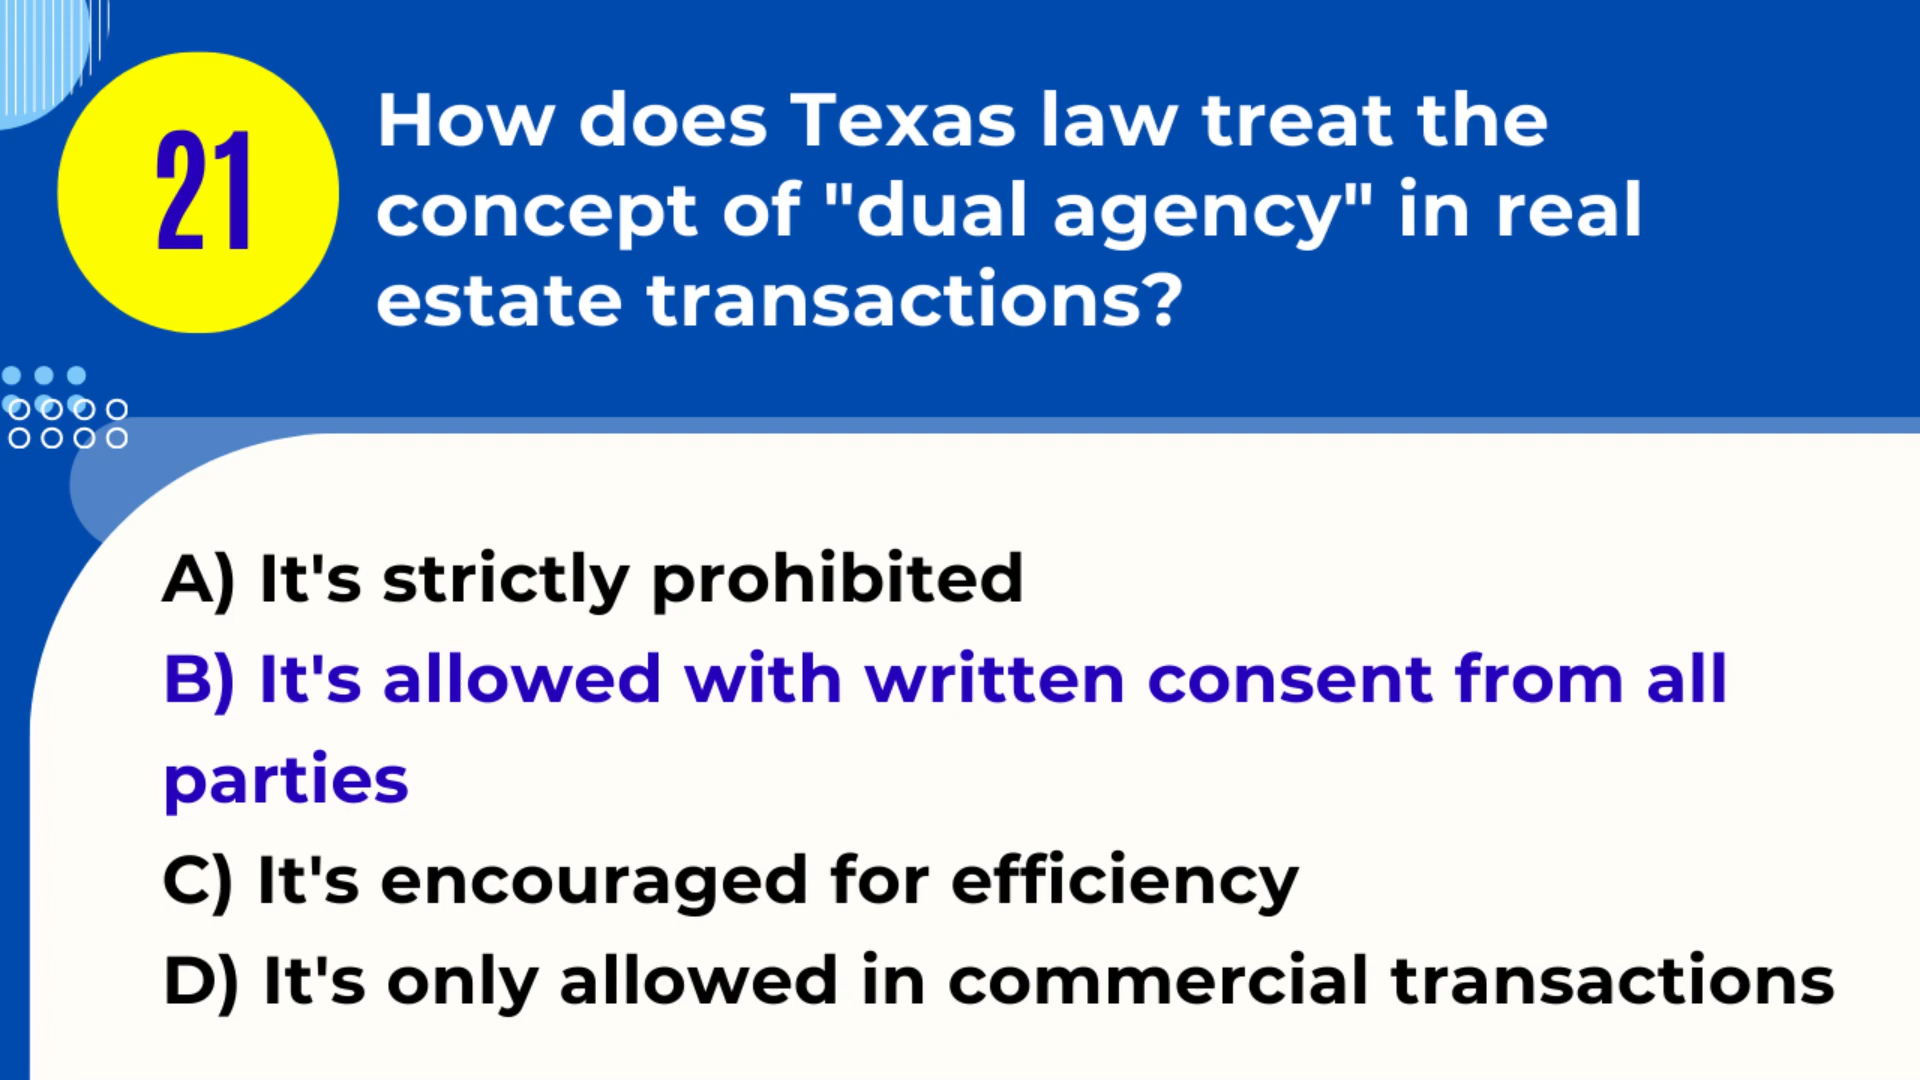 21
How does Texas law treat the
concept of "dual agency" in real
estate transactions?
A) It's strictly prohibited
B) It's allowed with written consent from all
parties
C) It's encouraged for efficiency
D) It's only allowed in commercial transactions